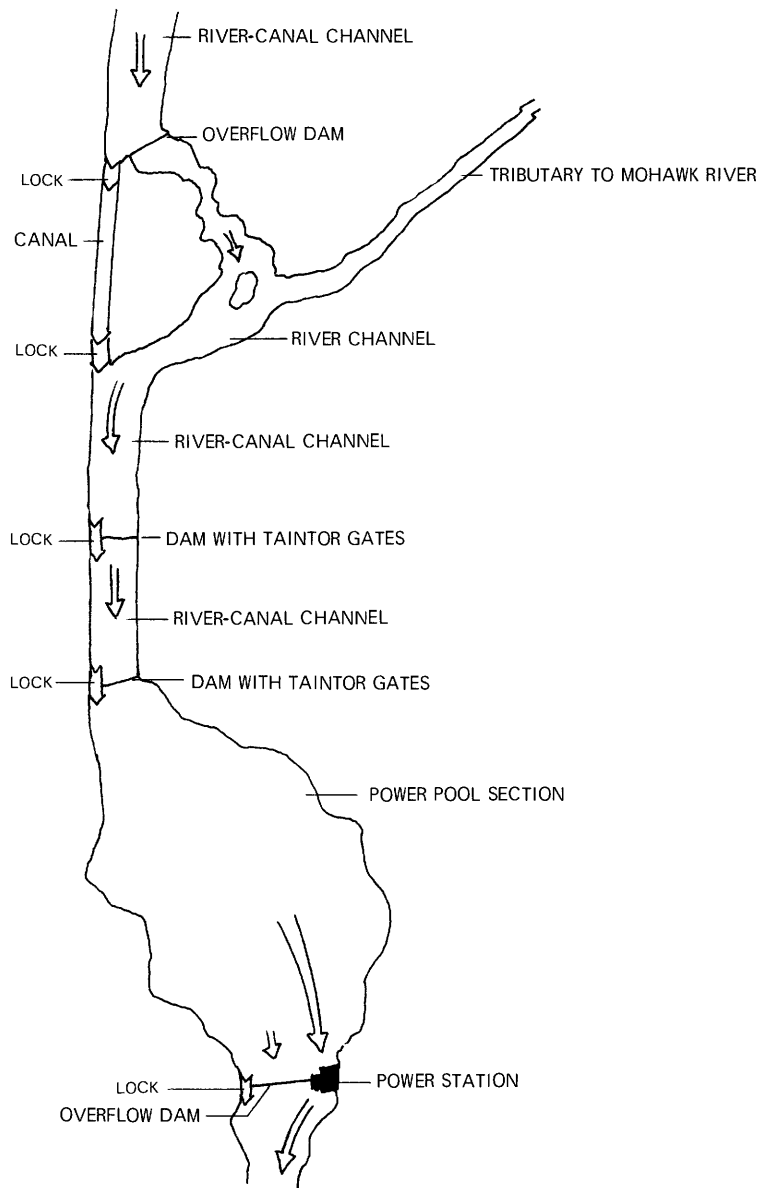 RIVER-CANAL CHANNEL
OVERFLOW DAM
TRIBUTARY TO MOHAWK RIVER
LOCK
CANAL
RIVER CHANNEL
LOCK
RIVER-CANAL CHANNEL
LOCK
DAM WITH TAINTOR GATES
RIVER-CANAL CHANNEL
LOCK
DAM WITH TAINTOR GATES
POWER POOL SECTION
POWER STATION
LOCK
OVERFLOW DAM